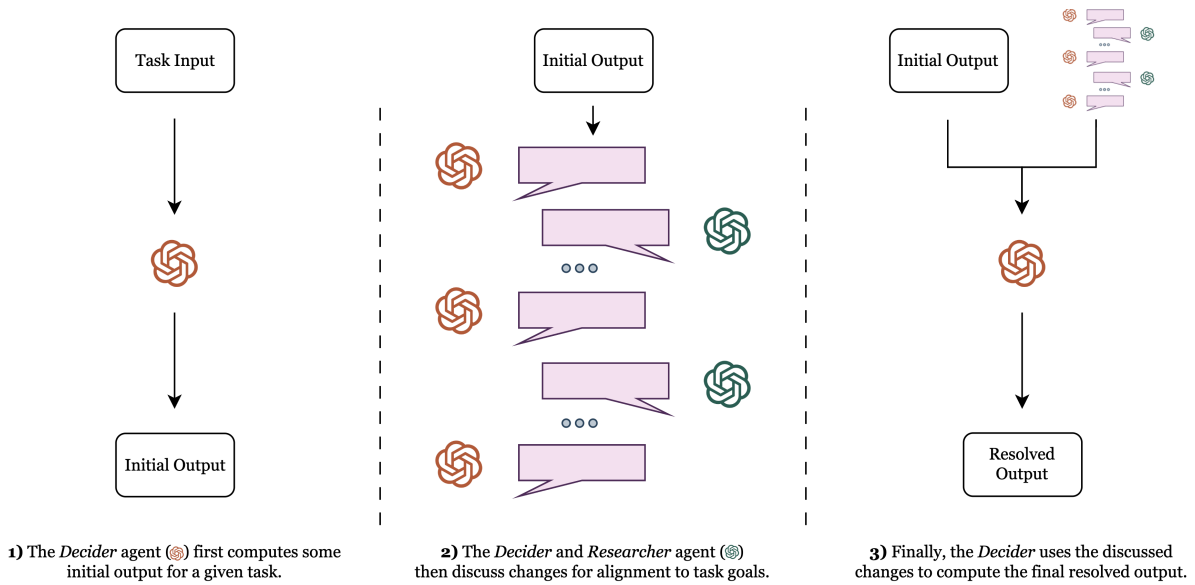 Task Input
Initial Output
1) The Decider agent () first computes some
initial output for a given task.
Initial Output
2) The Decider and Researcher agent ()
then discuss changes for alignment to task goals.
Initial Output
Resolved
Output
3) Finally, the Decider uses the discussed
changes to compute the final resolved output.